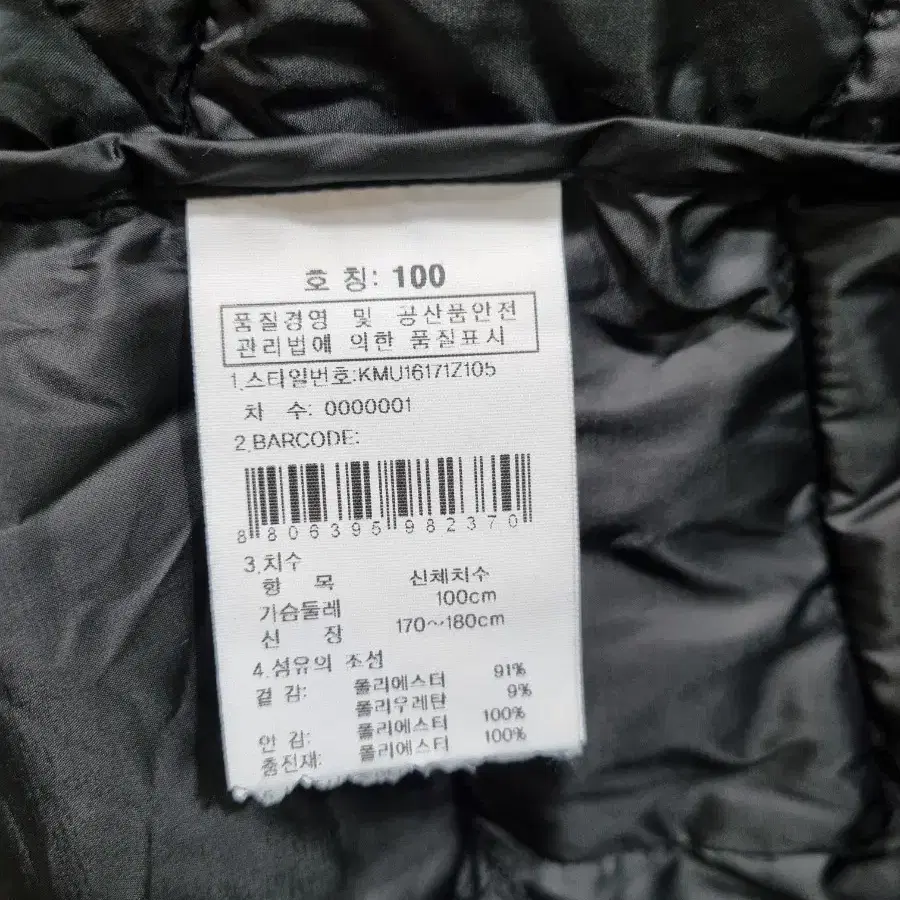 호 칭: 100
품질경영 및 공산품안전
관리법에 의한 품질표시
1.스타일번호:KMU16171Z105
차 수: 0000001
2.BARCODE:
8 806395 982370
3.치수
항 목 신체치수
가슴둘레 100cm
신 장 170~180cm
4.섬유의 조성
겉 감: 폴리에스터 91%
폴리우레탄 9%
안 감: 폴리에스터 100%
충전재: 폴리에스터 100%